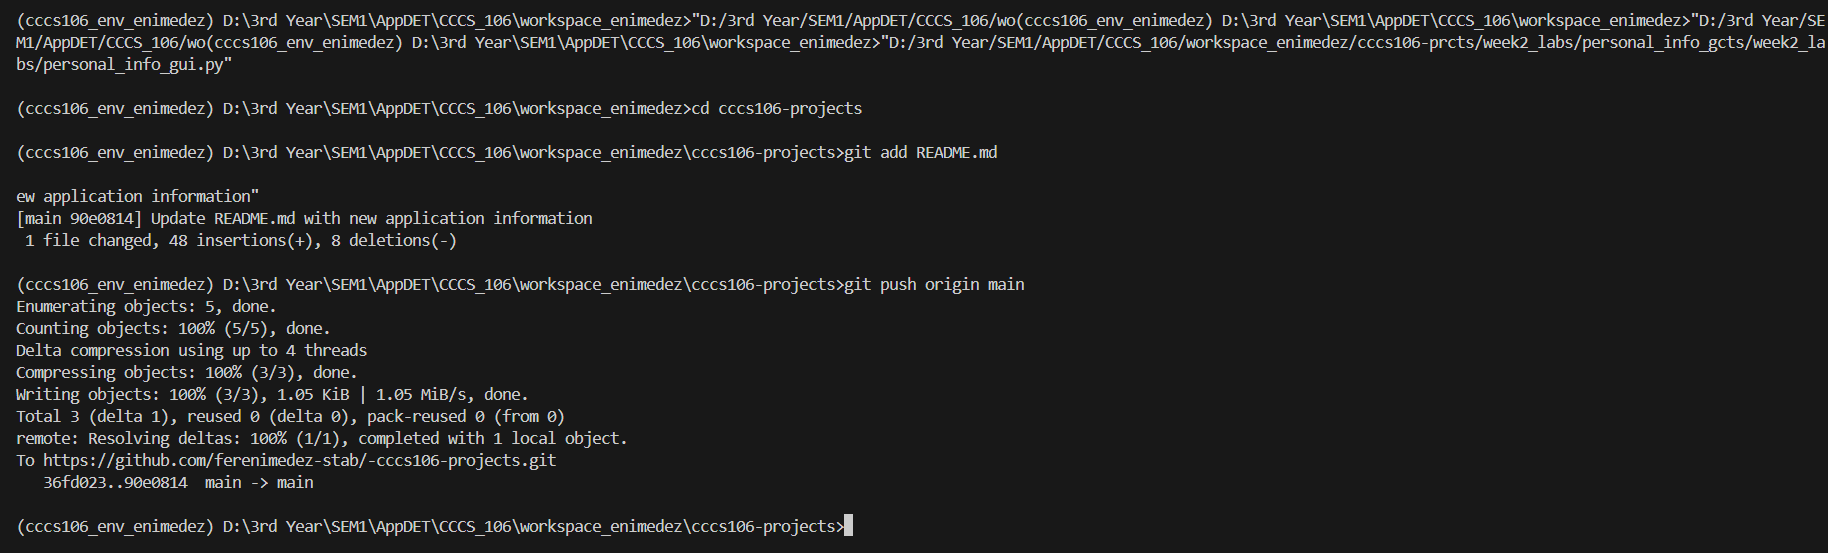 (cccs106_env_enimedez) D:\3rd Year\SEM1\AppDET\CCCS_106\workspace_enimedez>"D:/3rd Year/SEM1/AppDET/CCCS_106/wo(cccs106_env_enimedez) D:\3rd Year\SEM1\AppDET\CCCS_106\workspace_enimedez>"D:/3rd Year/SE
M1/AppDET/CCCS_106/wo(cccs106_env_enimedez) D:\3rd Year\SEM1\AppDET\CCCS_106\workspace_enimedez>"D:/3rd Year/SEM1/AppDET/CCCS_106/workspace_enimedez/cccs106-prcts/week2_labs/personal_info_gcts/week2_la
bs/personal_info_gui.py"
(cccs106_env_enimedez) D:\3rd Year\SEM1\AppDET\CCCS_106\workspace_enimedez>cd cccs106-projects
(cccs106_env_enimedez) D:\3rd Year\SEM1\AppDET\CCCS_106\workspace_enimedez\cccs106-projects>git add README.md
ew application information"
[main 90e0814] Update README.md with new application information
 1 file changed, 48 insertions(+), 8 deletions(-)
(cccs106_env_enimedez) D:\3rd Year\SEM1\AppDET\CCCS_106\workspace_enimedez\cccs106-projects>git push origin main
Enumerating objects: 5, done.
Counting objects: 100% (5/5), done.
Delta compression using up to 4 threads
Compressing objects: 100% (3/3), done.
Writing objects: 100% (3/3), 1.05 KiB | 1.05 MiB/s, done.
Total 3 (delta 1), reused 0 (delta 0), pack-reused 0 (from 0)
remote: Resolving deltas: 100% (1/1), completed with 1 local object.
To https://github.com/ferenimedez-stab/-cccs106-projects.git
   36fd023..90e0814  main -> main
(cccs106_env_enimedez) D:\3rd Year\SEM1\AppDET\CCCS_106\workspace_enimedez\cccs106-projects>